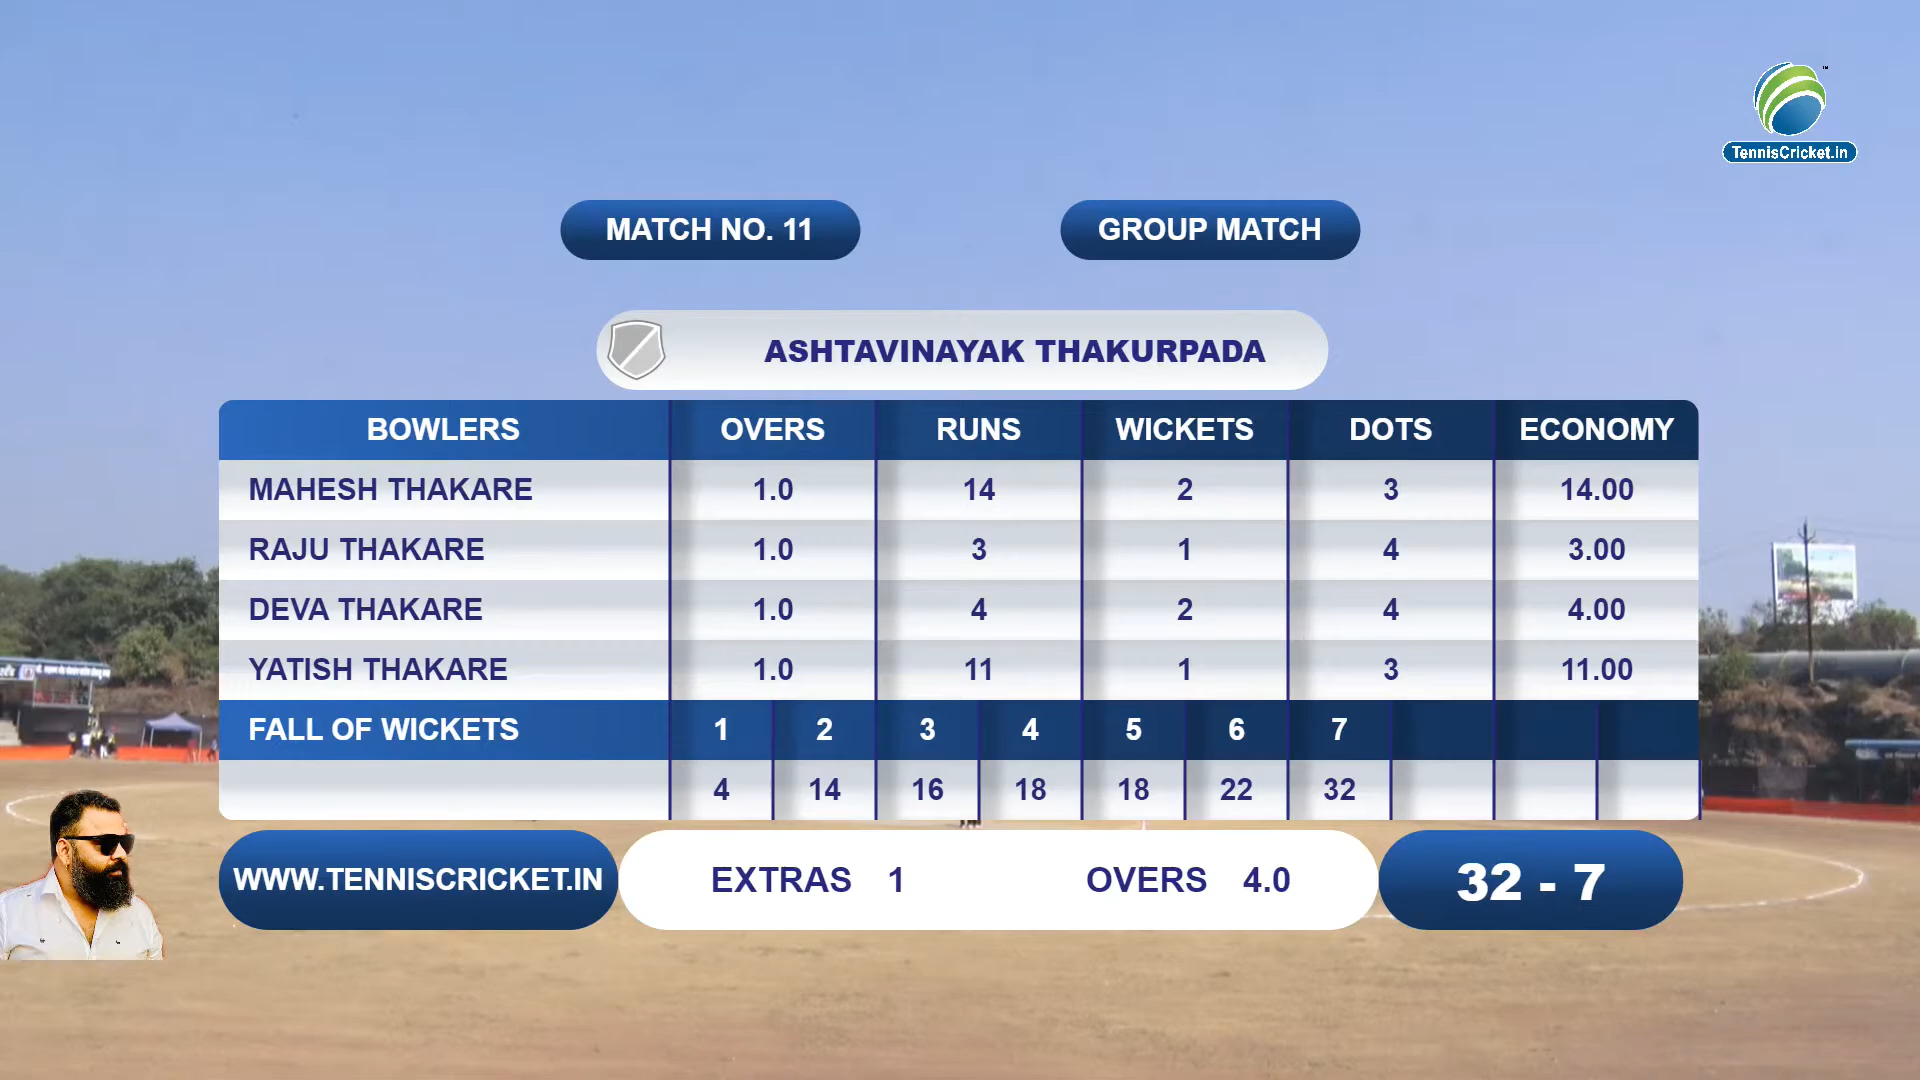 TennisCricket.in
MATCH NO. 11
GROUP MATCH
ASHTAVINAYAK THAKURPADA
BOWLERS OVERS RUNS WICKETS DOTS ECONOMY
MAHESH THAKARE 1.0 14 2 3 14.00
RAJU THAKARE 1.0 3 1 4 3.00
DEVA THAKARE 1.0 4 2 4 4.00
YATISH THAKARE 1.0 11 1 3 11.00
FALL OF WICKETS 1 2 3 4 5 6 7
4 14 16 18 18 22 32
WWW.TENNISCRICKET.IN EXTRAS 1 OVERS 4.0 32 - 7